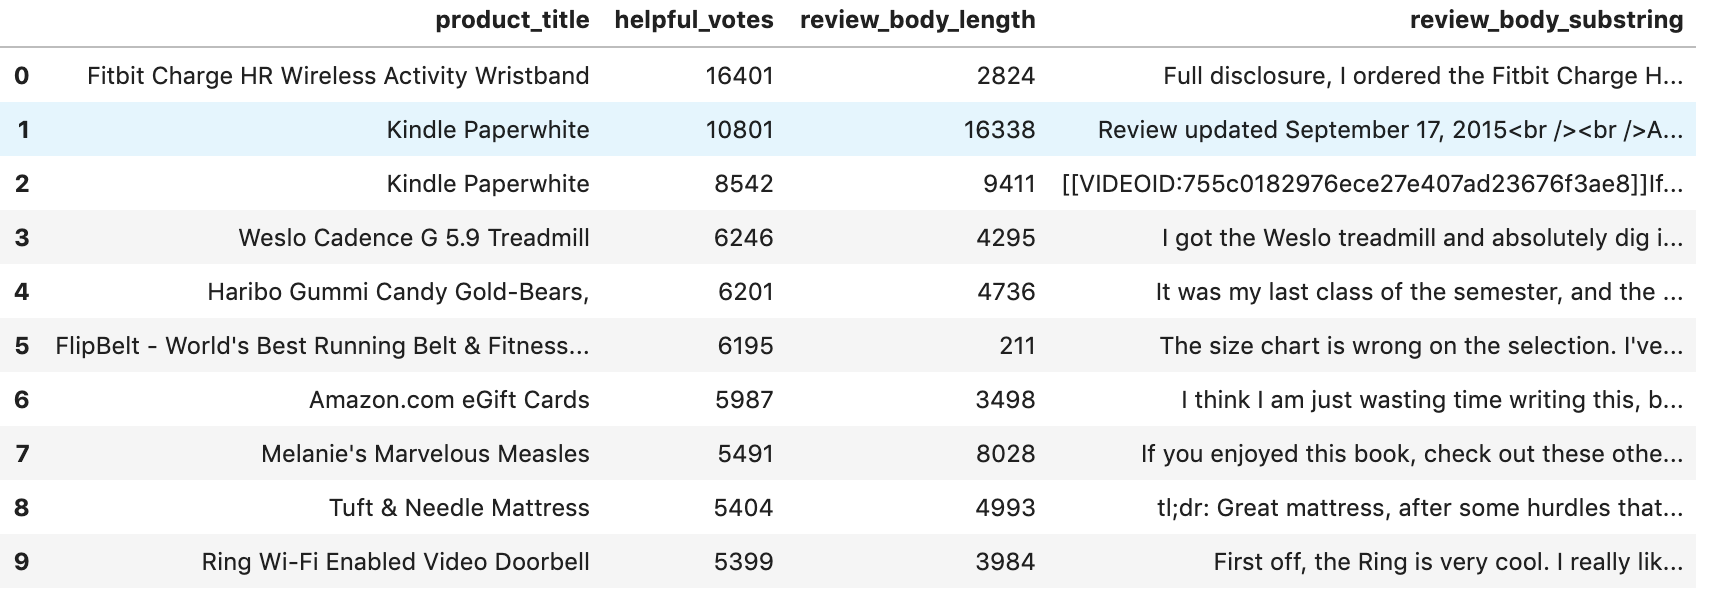 product_title helpful_votes review_body_length review_body_substring
0 Fitbit Charge HR Wireless Activity Wristband 16401 2824 Full disclosure, I ordered the Fitbit Charge H...
1 Kindle Paperwhite 10801 16338 Review updated September 17, 2015<br /><br />A...
2 Kindle Paperwhite 8542 9411 [[VIDEOID:755c0182976ece27e407ad23676f3ae8]]If...
3 Weslo Cadence G 5.9 Treadmill 6246 4295 I got the Weslo treadmill and absolutely dig i...
4 Haribo Gummi Candy Gold-Bears, 6201 4736 It was my last class of the semester, and the ...
5 FlipBelt - World's Best Running Belt & Fitness... 6195 211 The size chart is wrong on the selection. I've...
6 Amazon.com eGift Cards 5987 3498 I think I am just wasting time writing this, b...
7 Melanie's Marvelous Measles 5491 8028 If you enjoyed this book, check out these othe...
8 Tuft & Needle Mattress 5404 4993 tl;dr: Great mattress, after some hurdles that...
9 Ring Wi-Fi Enabled Video Doorbell 5399 3984 First off, the Ring is very cool. I really lik...